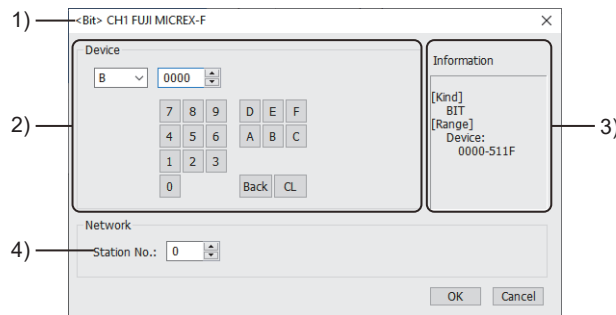 1)
<Bit> CH1 FUJI MICREX-F
Device
B 0000
7 8 9 D E F
4 5 6 A B C
1 2 3
0 Back CL
2)
Information
[Kind]
BIT
[Range]
Device:
0000-511F
3)
Network
4)
Station No.: 0
OK Cancel